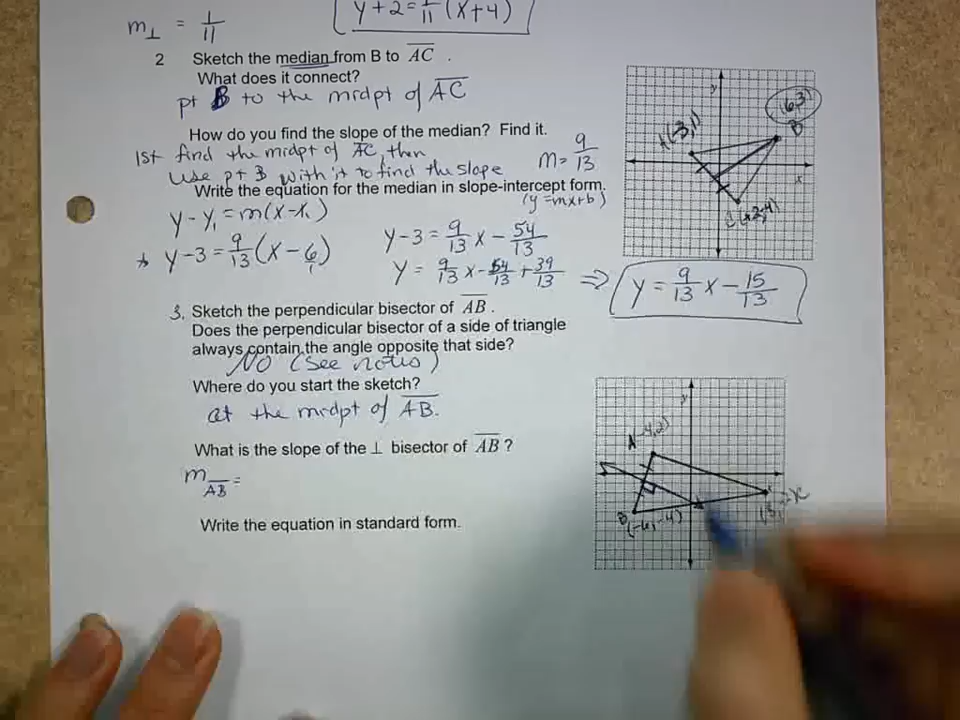 y+2 = 1/11 (x+4)
m⊥ = 1/11
2 Sketch the median from B to AC .
What does it connect?
pt B to the midpt of AC
How do you find the slope of the median? Find it.
1st find the midpt of AC, then
use pt B with it to find the slope
m = 9/13
Write the equation for the median in slope-intercept form.
(y = mx+b)
y-y₁ = m(x-x₁)
y-3 = 9/13 (x-6)
y-3 = 9/13 x - 54/13
y = 9/13 x - 54/13 + 39/13 ⇒ y = 9/13 x - 15/13
3. Sketch the perpendicular bisector of AB .
Does the perpendicular bisector of a side of triangle
always contain the angle opposite that side?
No (see notes)
Where do you start the sketch?
at the midpt of AB.
What is the slope of the ⊥ bisector of AB ?
m AB =
Write the equation in standard form.
y
(6,3)
B
A(-3,1)
x
C
y
A(-4,2)
B
(-6,-4)